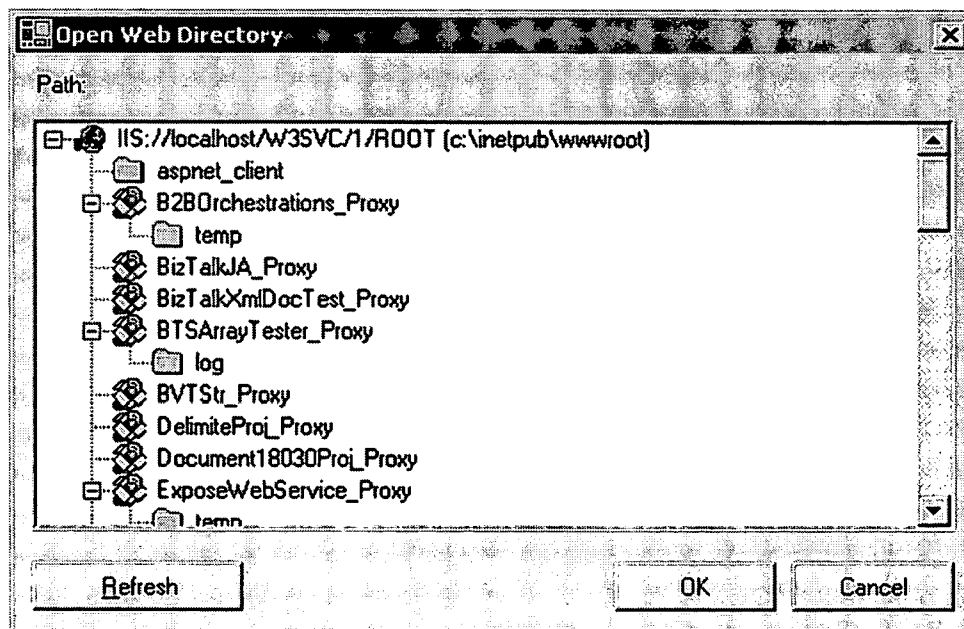 Open Web Directory
Path:
IIS://localhost/W3SVC/1/ROOT (c:\inetpub\wwwroot)
aspnet_client
B2BOrchestrations_Proxy
temp
BizTalkJA_Proxy
BizTalkXmlDocTest_Proxy
BTSArrayTester_Proxy
log
BVTStr_Proxy
DelimiteProj_Proxy
Document18030Proj_Proxy
ExposeWebService_Proxy
temp
Refresh OK Cancel